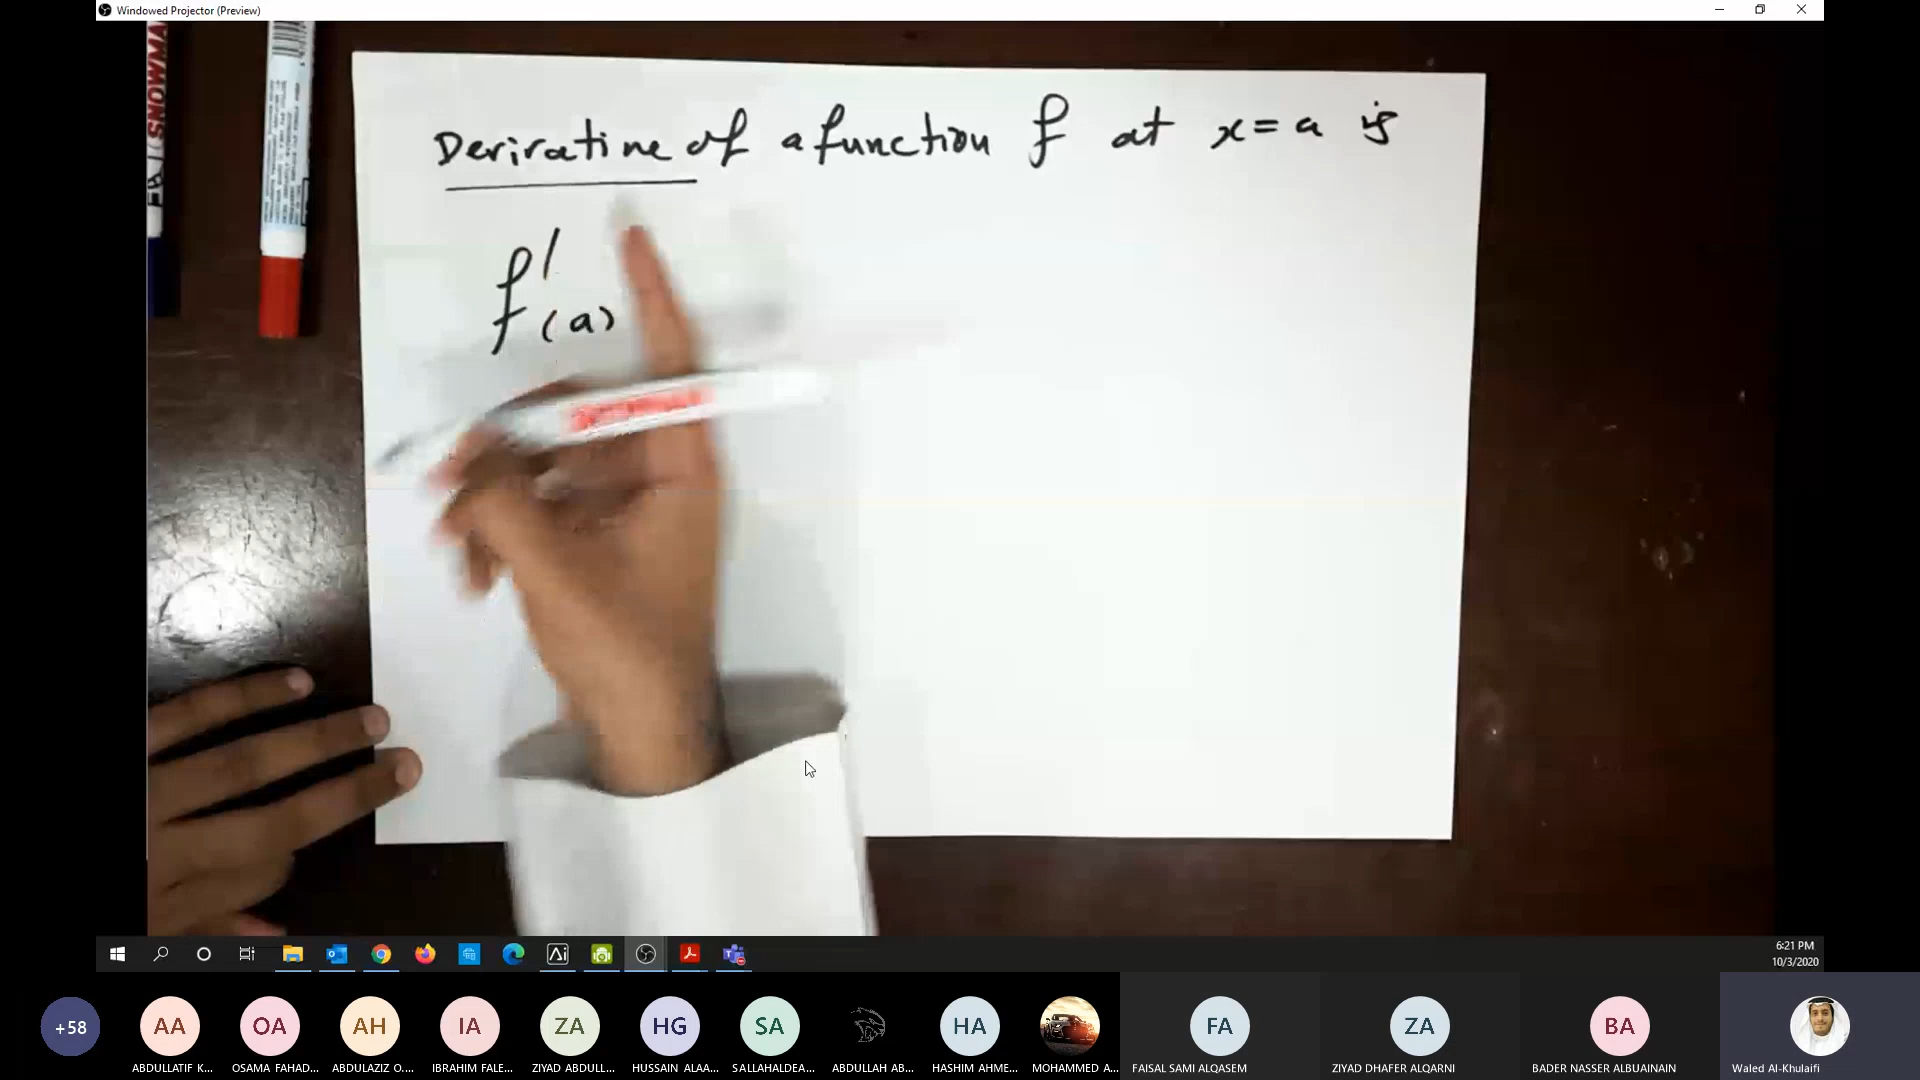 Windowed Projector (Preview)
SNOWMA
Derivative of a function f at x = a is
f'(a)
6:21 PM
10/3/2020
+58
AA
OA
AH
IA
ZA
HG
SA
HA
FA
ZA
BA
ABDULLATIF K...
OSAMA FAHAD...
ABDULAZIZ O....
IBRAHIM FALE...
ZIYAD ABDULL...
HUSSAIN ALAA...
SALLAHALDEA...
ABDULLAH AB...
HASHIM AHME...
MOHAMMED A...
FAISAL SAMI ALQASEM
ZIYAD DHAFER ALQARNI
BADER NASSER ALBUAINAIN
Waled Al-Khulaifi